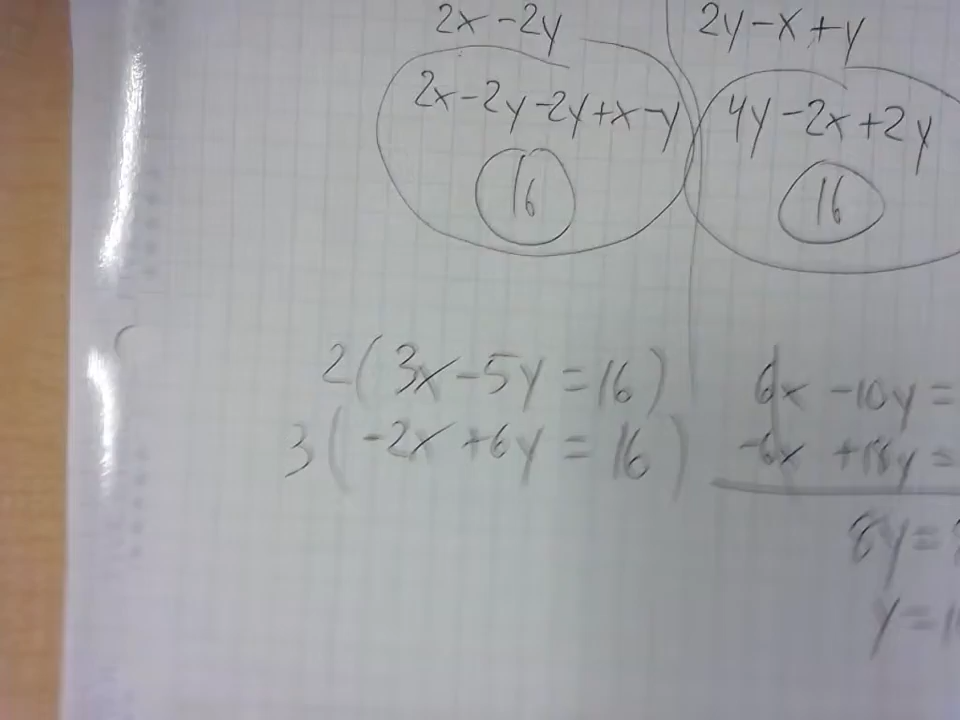 2x-2y
2y-x+y
2x-2y-2y+x-y
4y-2x+2y
16
16
2(3x-5y=16)
6x -10y=
3(-2x+6y=16)
-6x +18y=
8y=
y=1